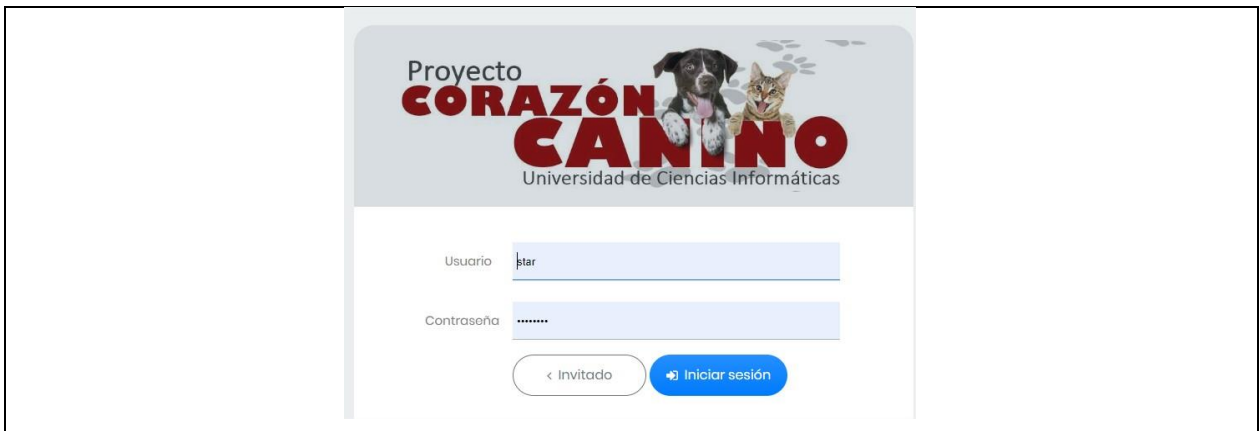 Proyecto
CORAZÓN
CANINO
Universidad de Ciencias Informáticas
Usuario star
Contraseña ••••••••
‹ Invitado Iniciar sesión